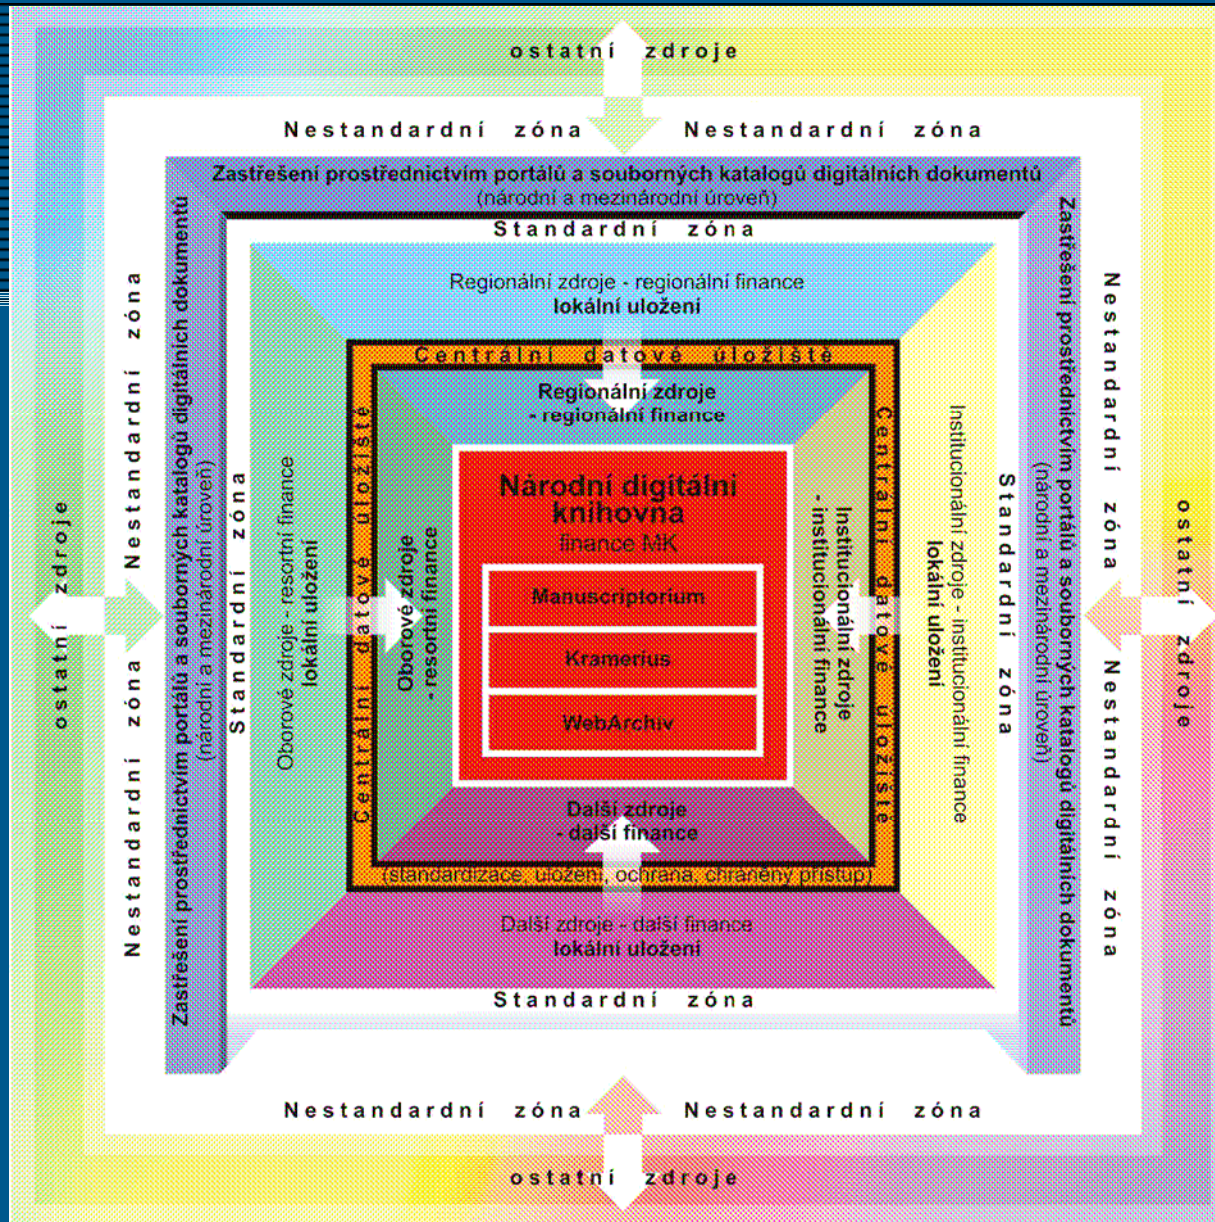 ostatní zdroje
Nestandardní zóna Nestandardní zóna
Zastřešení prostřednictvím portálů a souborných katalogů digitálních dokumentů
(národní a mezinárodní úroveň)
Standardní zóna
Regionální zdroje - regionální finance
lokální uložení
Centrální datové úložiště
Regionální zdroje
- regionální finance
ostatní zdroje
Nestandardní zóna Nestandardní zóna
Zastřešení prostřednictvím portálů a souborných katalogů digitálních dokumentů
(národní a mezinárodní úroveň)
Standardní zóna
Oborové zdroje - resortní finance
lokální uložení
Centrální datové úložiště
Oborové zdroje
- resortní finance
Národní digitální
knihovna
finance MK
Manuscriptorium
Kramerius
WebArchiv
Institucionální zdroje
- institucionální finance
Centrální datové úložiště
Institucionální zdroje - institucionální finance
lokální uložení
Standardní zóna
Zastřešení prostřednictvím portálů a souborných katalogů digitálních dokumentů
(národní a mezinárodní úroveň)
Nestandardní zóna Nestandardní zóna
ostatní zdroje
Další zdroje
- další finance
(standardizace, uložení, ochrana, chráněný přístup)
Další zdroje - další finance
lokální uložení
Standardní zóna
Nestandardní zóna Nestandardní zóna
ostatní zdroje